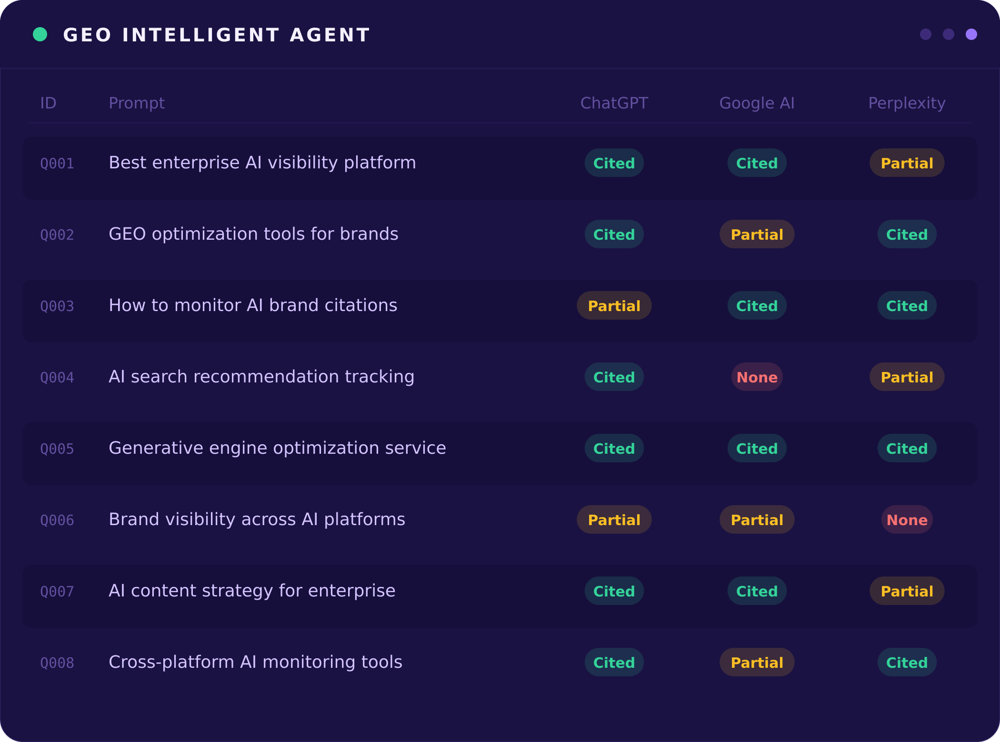 GEO INTELLIGENT AGENT
ID Prompt ChatGPT Google AI Perplexity
Q001 Best enterprise AI visibility platform Cited Cited Partial
Q002 GEO optimization tools for brands Cited Partial Cited
Q003 How to monitor AI brand citations Partial Cited Cited
Q004 AI search recommendation tracking Cited None Partial
Q005 Generative engine optimization service Cited Cited Cited
Q006 Brand visibility across AI platforms Partial Partial None
Q007 AI content strategy for enterprise Cited Cited Partial
Q008 Cross-platform AI monitoring tools Cited Partial Cited